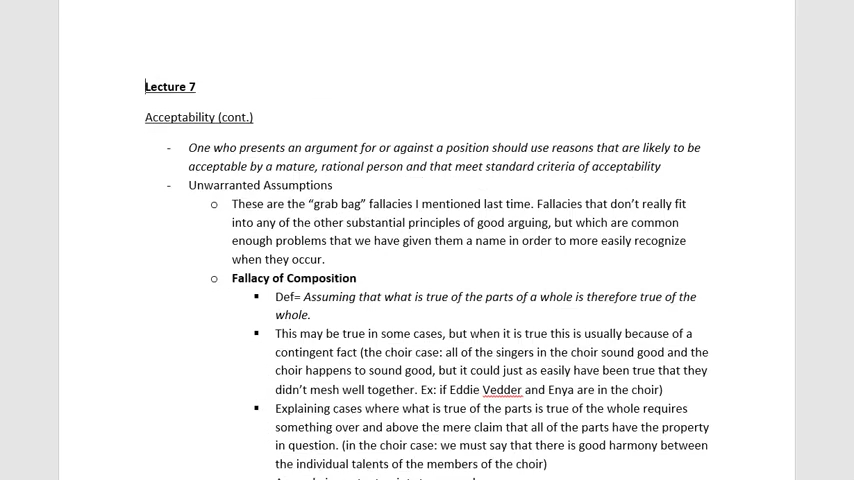 Lecture 7
Acceptability (cont.)
- One who presents an argument for or against a position should use reasons that are likely to be
acceptable by a mature, rational person and that meet standard criteria of acceptability
- Unwarranted Assumptions
o These are the “grab bag” fallacies I mentioned last time. Fallacies that don’t really fit
into any of the other substantial principles of good arguing, but which are common
enough problems that we have given them a name in order to more easily recognize
when they occur.
o Fallacy of Composition
▪ Def= Assuming that what is true of the parts of a whole is therefore true of the
whole.
▪ This may be true in some cases, but when it is true this is usually because of a
contingent fact (the choir case: all of the singers in the choir sound good and the
choir happens to sound good, but it could just as easily have been true that they
didn’t mesh well together. Ex: if Eddie Vedder and Enya are in the choir)
▪ Explaining cases where what is true of the parts is true of the whole requires
something over and above the mere claim that all of the parts have the property
in question. (in the choir case: we must say that there is good harmony between
the individual talents of the members of the choir)